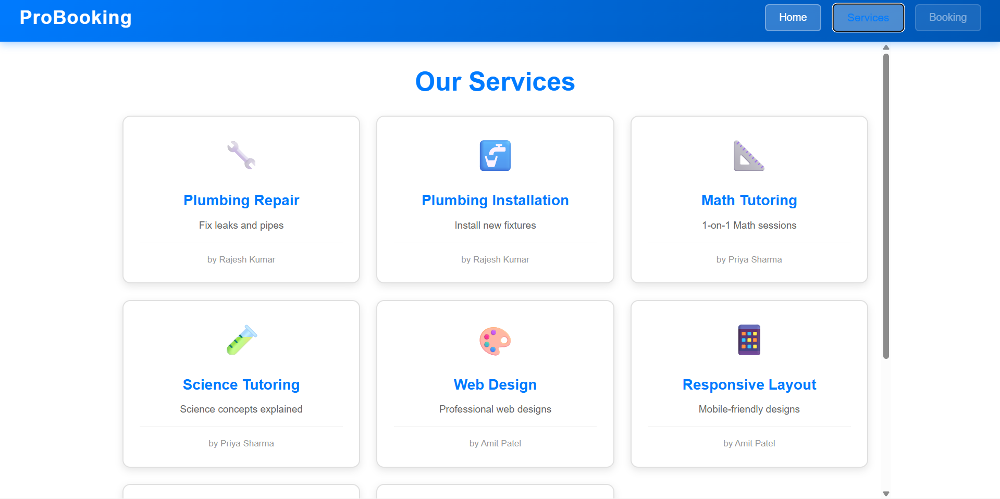 ProBooking
Home
Services
Booking
Our Services
Plumbing Repair
Fix leaks and pipes
by Rajesh Kumar
Plumbing Installation
Install new fixtures
by Rajesh Kumar
Math Tutoring
1-on-1 Math sessions
by Priya Sharma
Science Tutoring
Science concepts explained
by Priya Sharma
Web Design
Professional web designs
by Amit Patel
Responsive Layout
Mobile-friendly designs
by Amit Patel